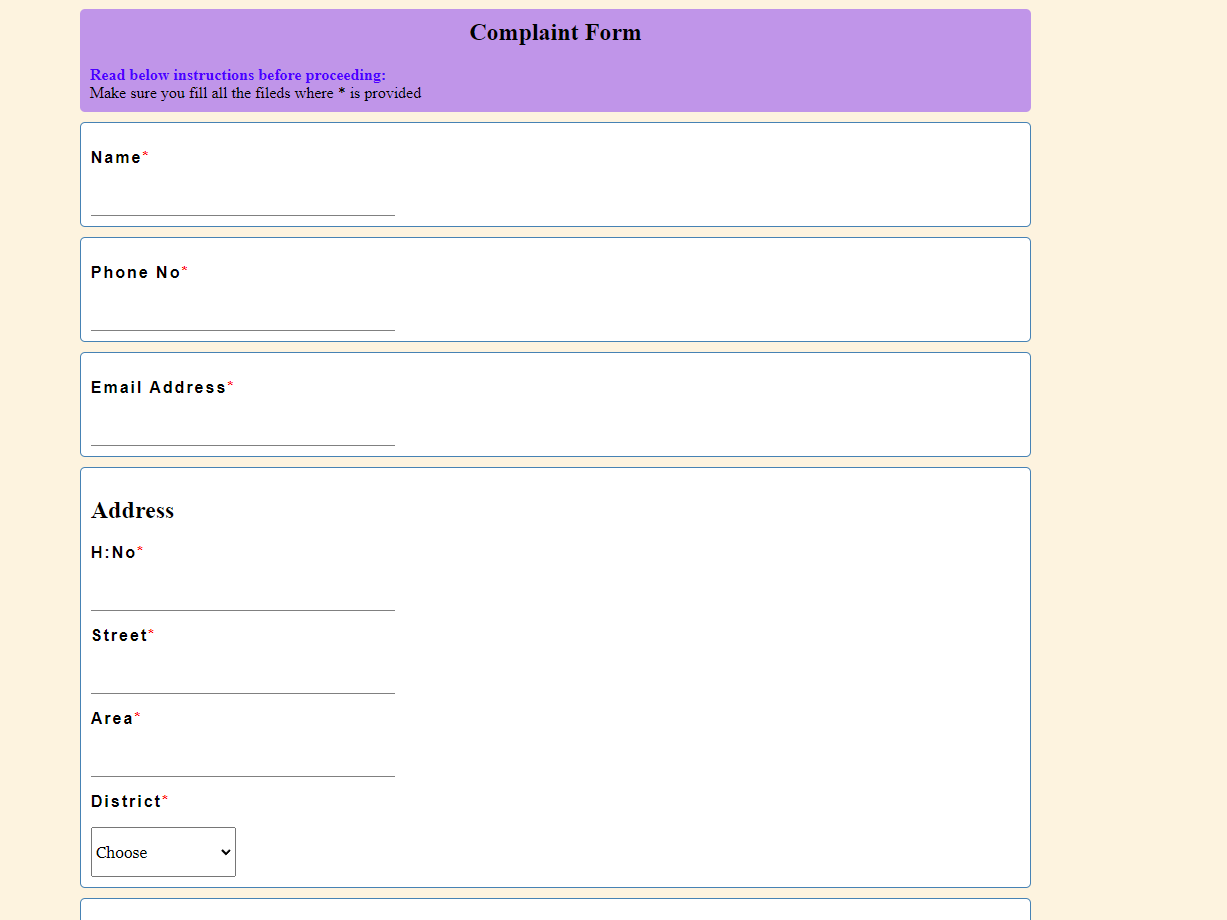 Complaint Form
Read below instructions before proceeding:
Make sure you fill all the fileds where * is provided
Name*
Phone No*
Email Address*
Address
H:No*
Street*
Area*
District*
Choose